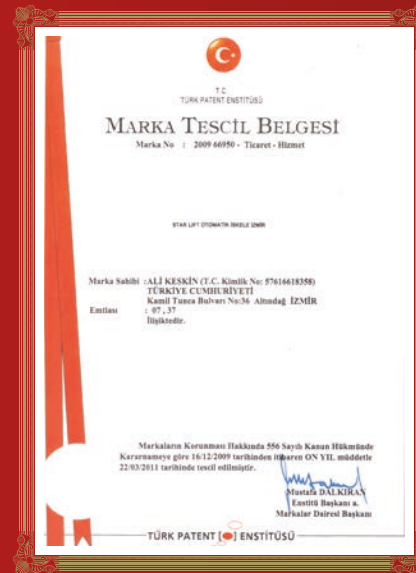 T.C.
TÜRK PATENT ENSTİTÜSÜ
MARKA TESCİL BELGESİ
Marka No : 2009 66950 - Ticaret - Hizmet
STAR LIFT OTOMATİK İSKELE İZMİR
Marka Sahibi : ALİ KESKİN (T.C. Kimlik No: 57616618358)
TÜRKİYE CUMHURİYETİ
Kamil Tunca Bulvarı No:36 Altındağ İZMİR
Emtiası : 07 , 37
İlişiktedir.
Markaların Korunması Hakkında 556 Sayılı Kanun Hükmünde
Kararnameye göre 16/12/2009 tarihinden itibaren ON YIL müddetle
22/03/2011 tarihinde tescil edilmiştir.
Mustafa DALKIRAN
Enstitü Başkanı a.
Markalar Dairesi Başkanı
TÜRK PATENT ENSTİTÜSÜ